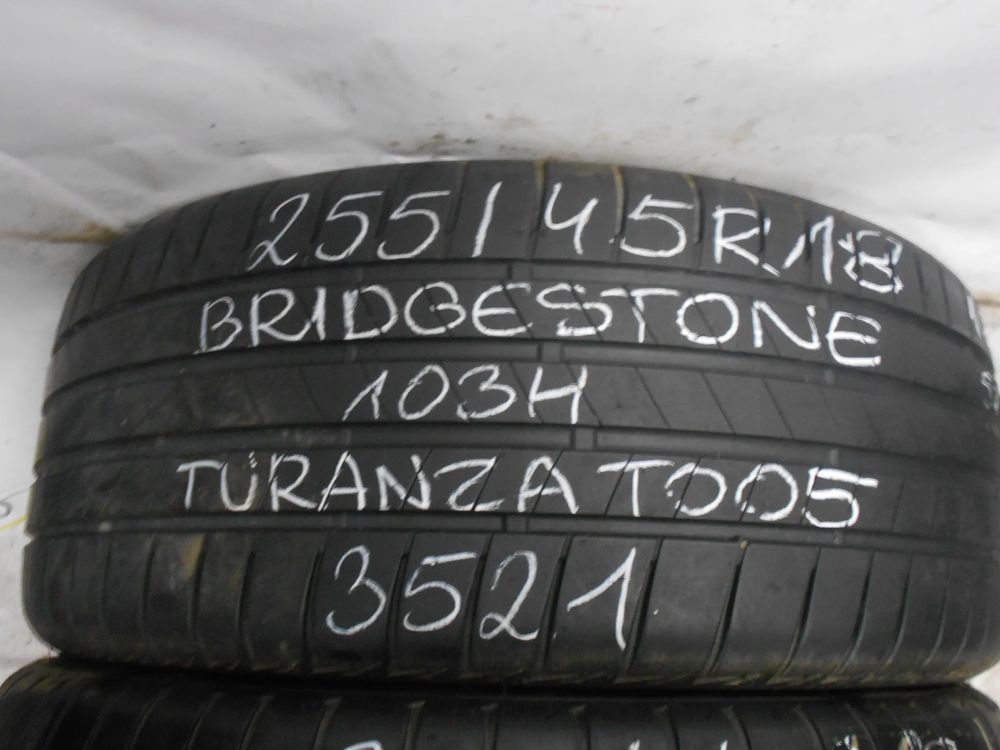 255/45R18
BRIDGESTONE
103H
TURANZA T005
3521